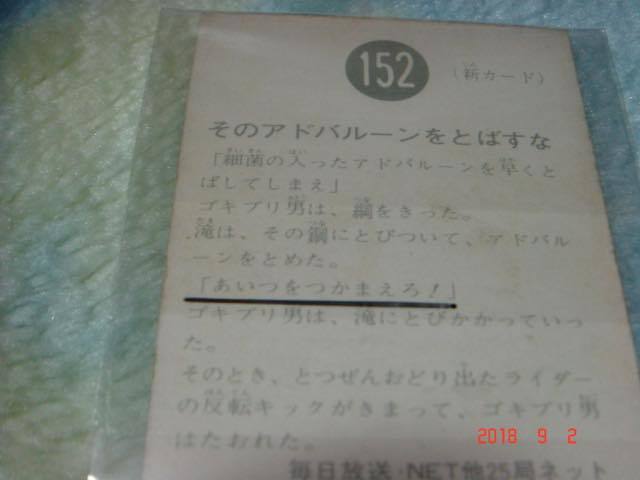 152
（新カード）
そのアドバルーンをとばすな
「細菌の入ったアドバルーンを草くと
ばしてしまえ」
ゴキブリ男は、綱をきった。
滝は、その鋼にとびついて、アドバル
ーンをとめた。
「あいつをつかまえろ！」
ゴキブリ男は、滝にとびかかっていっ
た。
そのとき、とつぜんおどり出たライダー
の反転キックがきまって、ゴキブリ男
はたおれた。
毎日放送・NET他25局ネット
2018 9 2